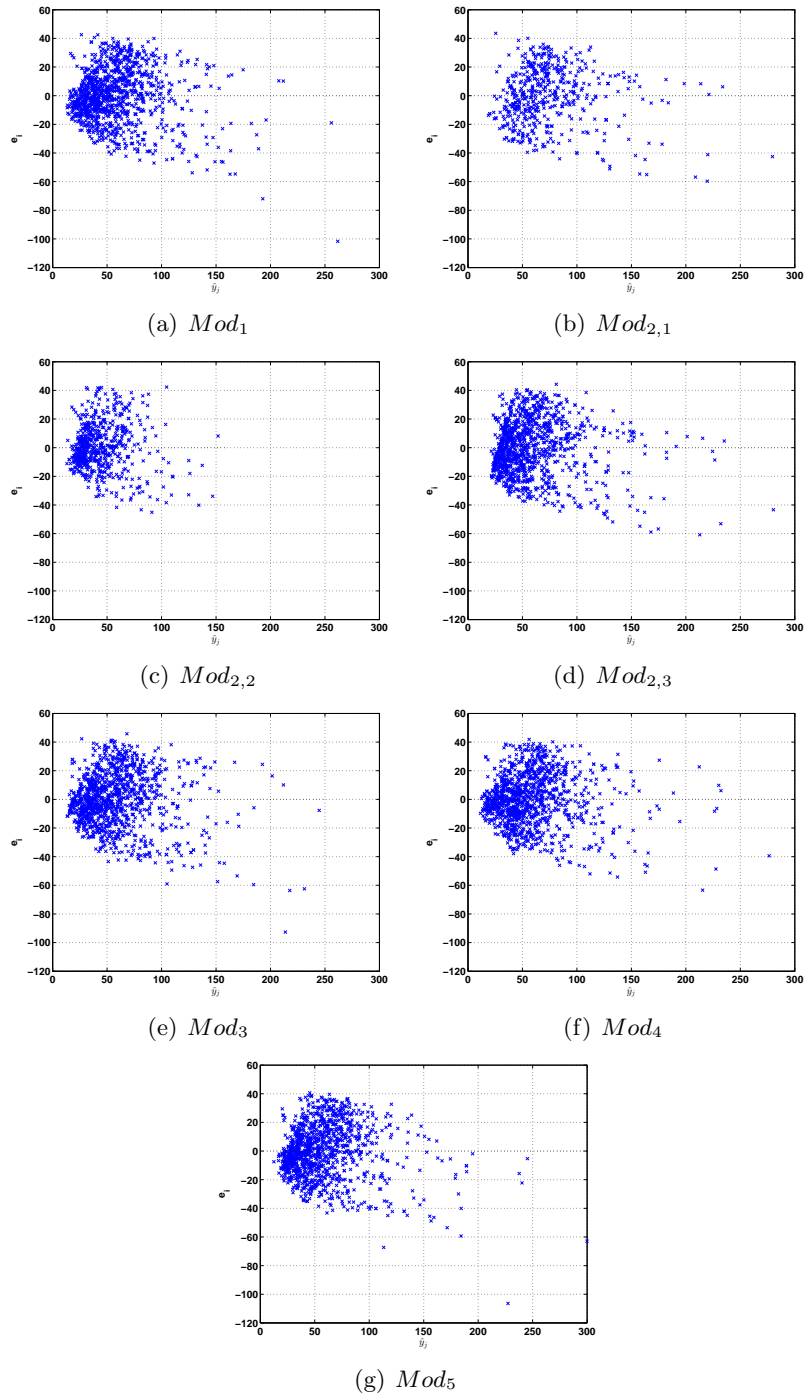 60
40
20
0
−20
−40
−60
−80
−100
−120
e_i
0 50 100 150 200 250 300
ŷ_j
(a) Mod_1
60
40
20
0
−20
−40
−60
−80
−100
−120
e_i
0 50 100 150 200 250 300
ŷ_j
(b) Mod_{2,1}
60
40
20
0
−20
−40
−60
−80
−100
−120
e_i
0 50 100 150 200 250 300
ŷ_j
(c) Mod_{2,2}
60
40
20
0
−20
−40
−60
−80
−100
−120
e_i
0 50 100 150 200 250 300
ŷ_j
(d) Mod_{2,3}
60
40
20
0
−20
−40
−60
−80
−100
−120
e_i
0 50 100 150 200 250 300
ŷ_j
(e) Mod_3
60
40
20
0
−20
−40
−60
−80
−100
−120
e_i
0 50 100 150 200 250 300
ŷ_j
(f) Mod_4
60
40
20
0
−20
−40
−60
−80
−100
−120
e_i
0 50 100 150 200 250 300
ŷ_j
(g) Mod_5